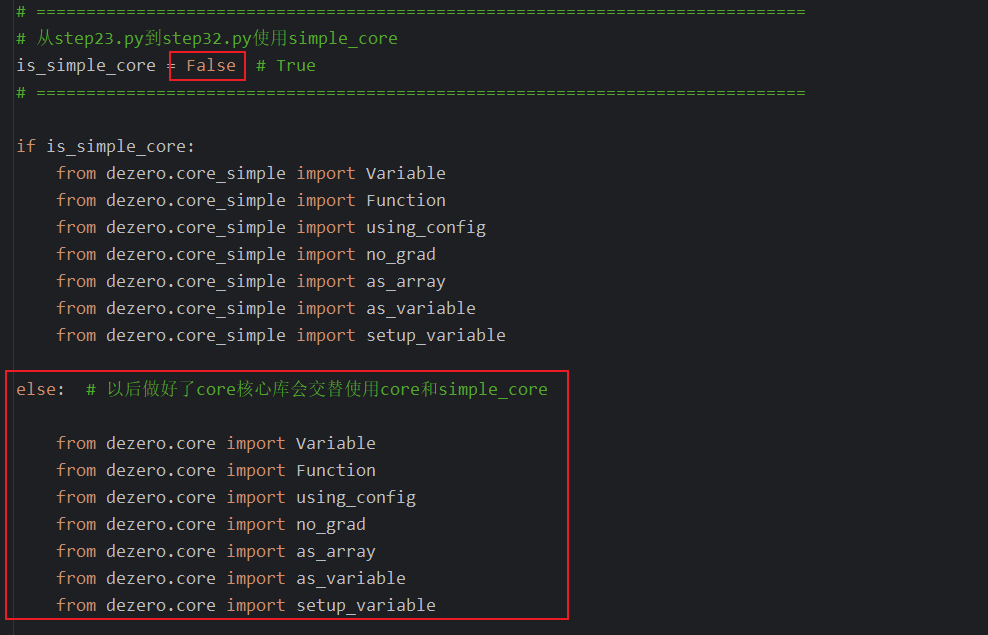 # =============================================================================
# 从step23.py到step32.py使用simple_core
is_simple_core = False # True
# =============================================================================
if is_simple_core:
from dezero.core_simple import Variable
from dezero.core_simple import Function
from dezero.core_simple import using_config
from dezero.core_simple import no_grad
from dezero.core_simple import as_array
from dezero.core_simple import as_variable
from dezero.core_simple import setup_variable
else: # 以后做好了core核心库会交替使用core和simple_core
from dezero.core import Variable
from dezero.core import Function
from dezero.core import using_config
from dezero.core import no_grad
from dezero.core import as_array
from dezero.core import as_variable
from dezero.core import setup_variable